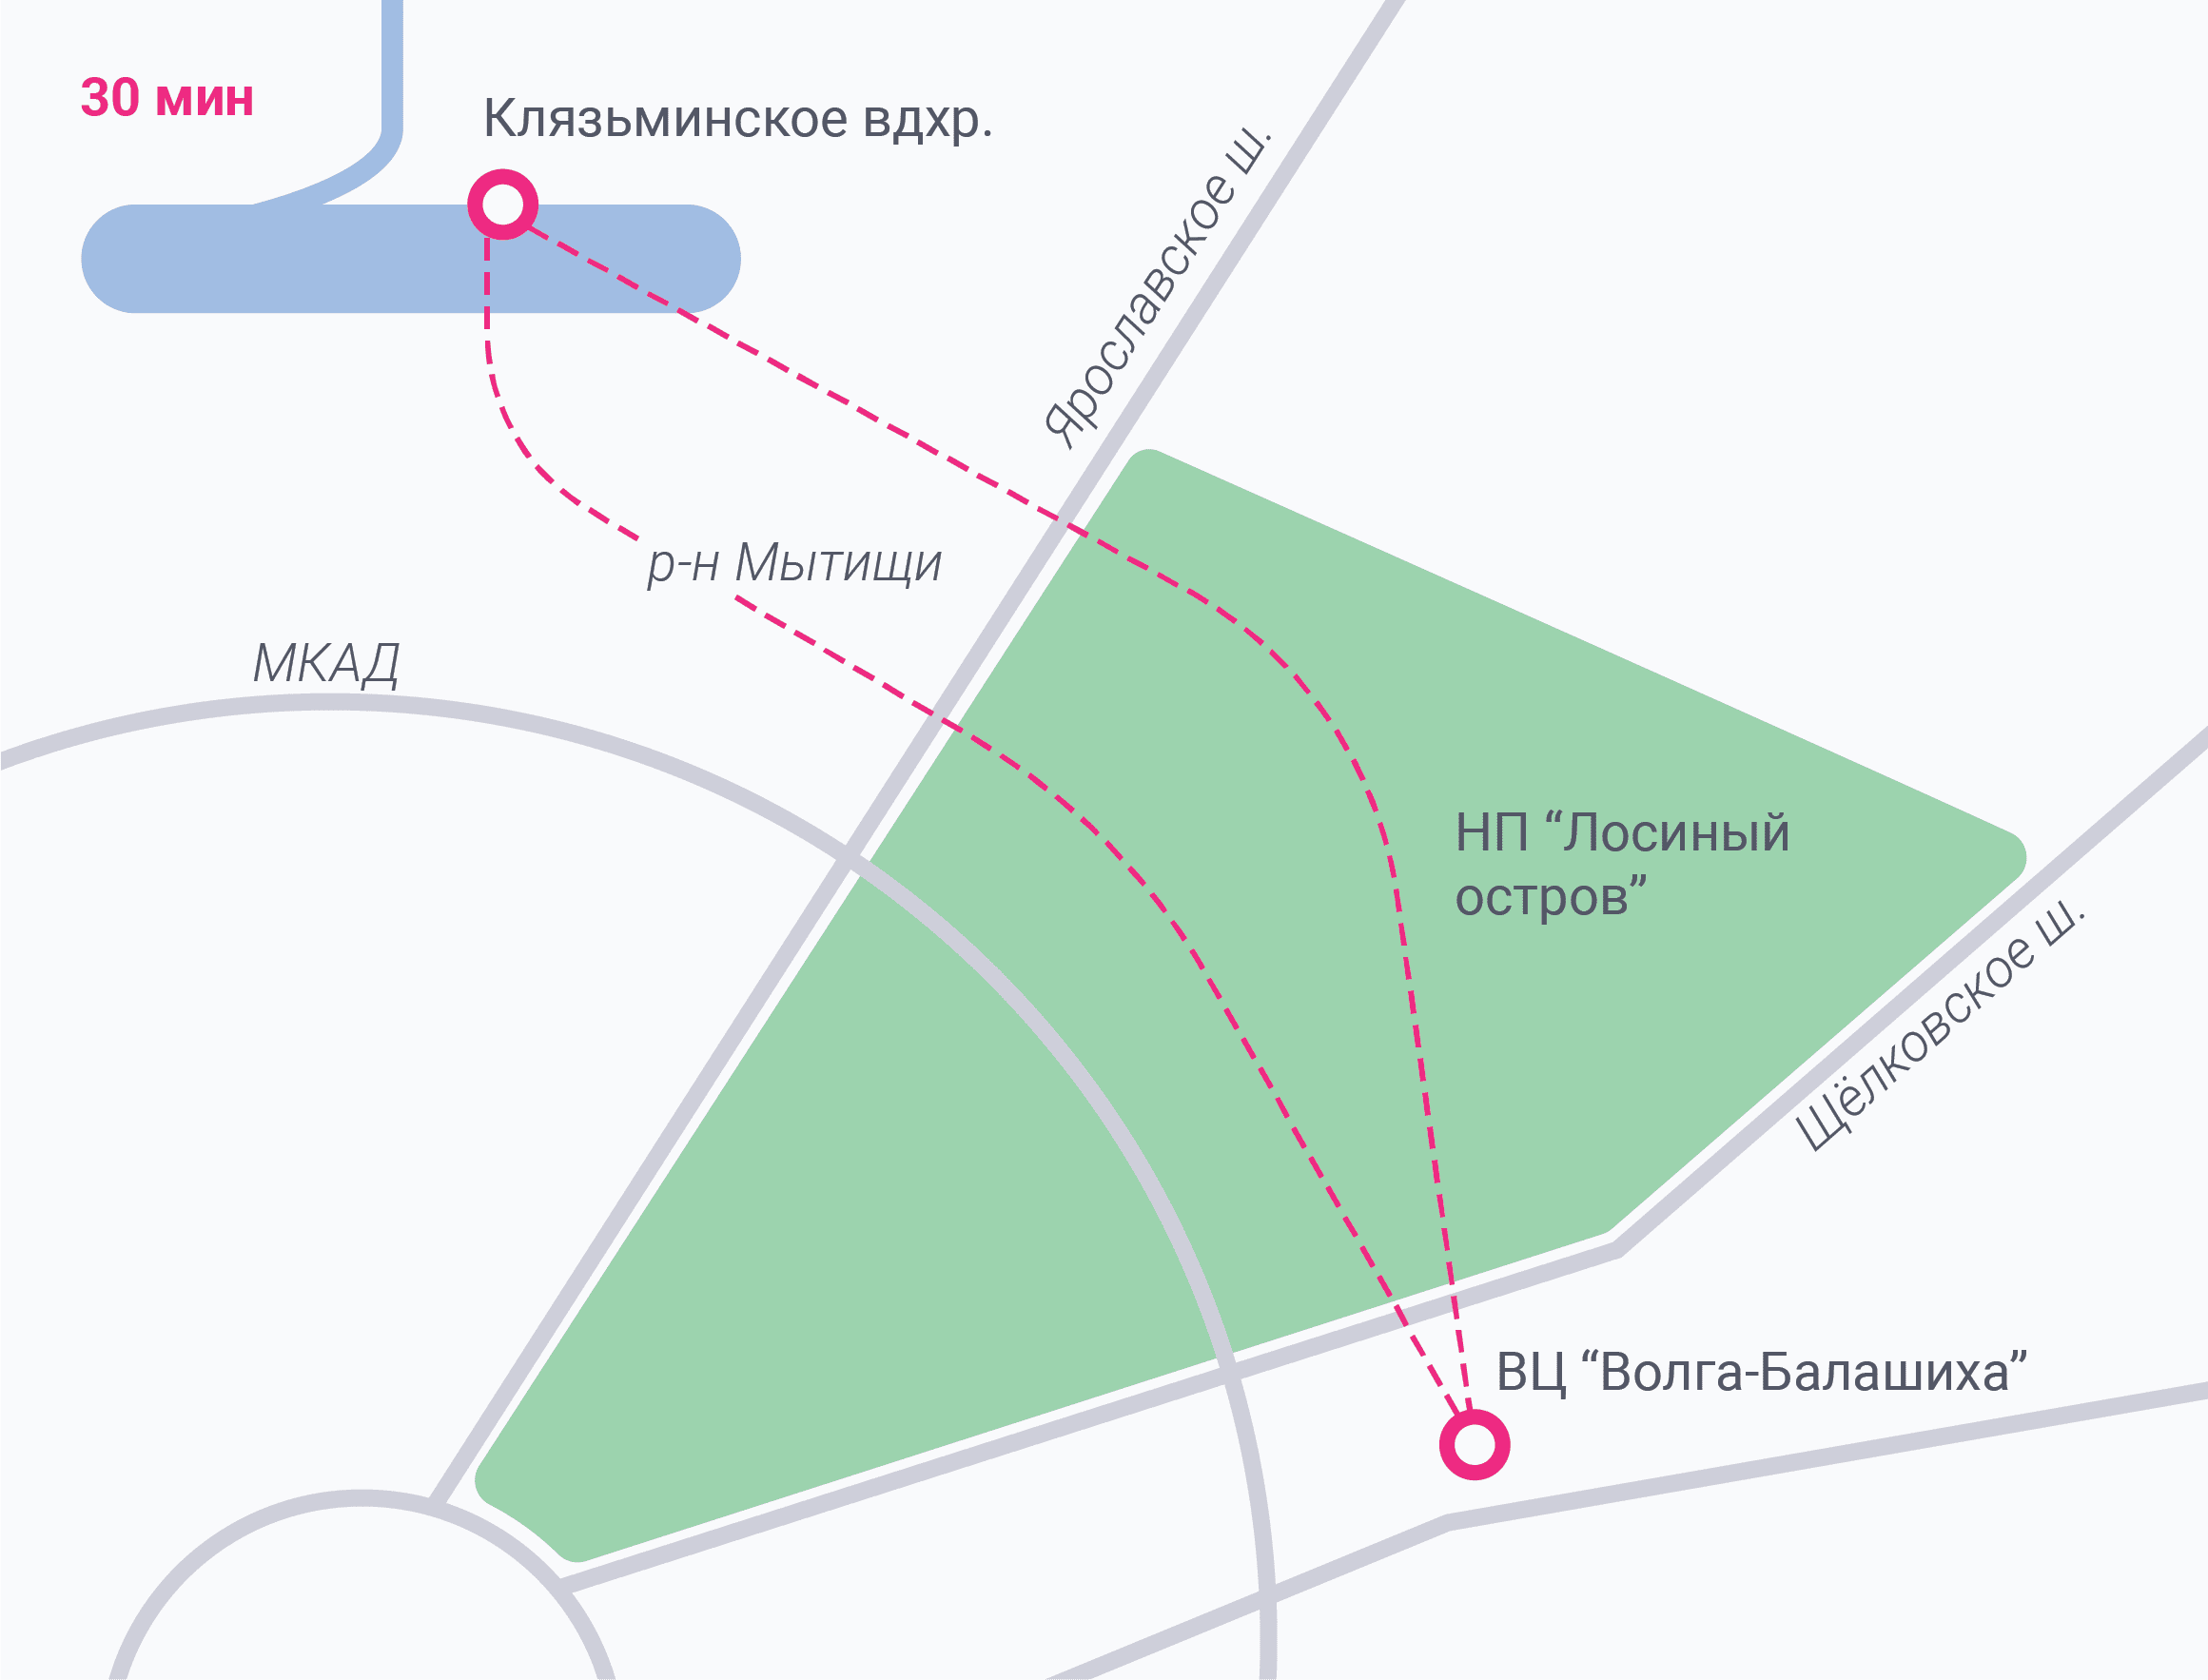 30 мин
Клязьминское вдхр.
Ярославское ш.
р-н Мытищи
МКАД
НП “Лосиный
остров”
Щёлковское ш.
ВЦ “Волга-Балашиха”